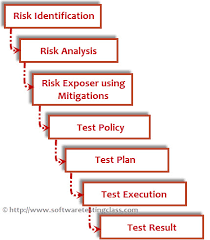 Risk Identification
Risk Analysis
Risk Exposer using
Mitigations
Test Policy
Test Plan
Test Execution
© http://www.softwaretestingclass.com
Test Result